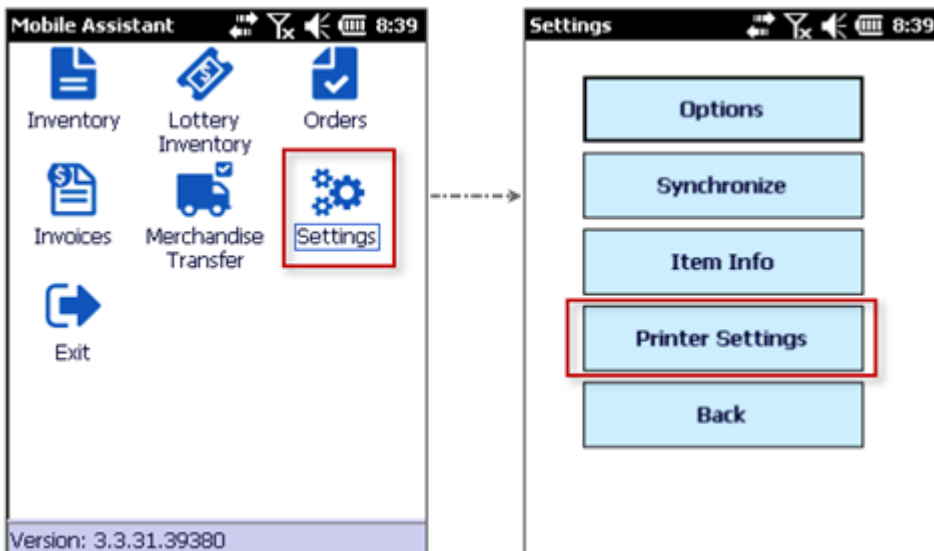 Mobile Assistant 8:39
Inventory
Lottery
Inventory
Orders
Invoices
Merchandise
Transfer
Settings
Exit
Version: 3.3.31.39380
Settings 8:39
Options
Synchronize
Item Info
Printer Settings
Back